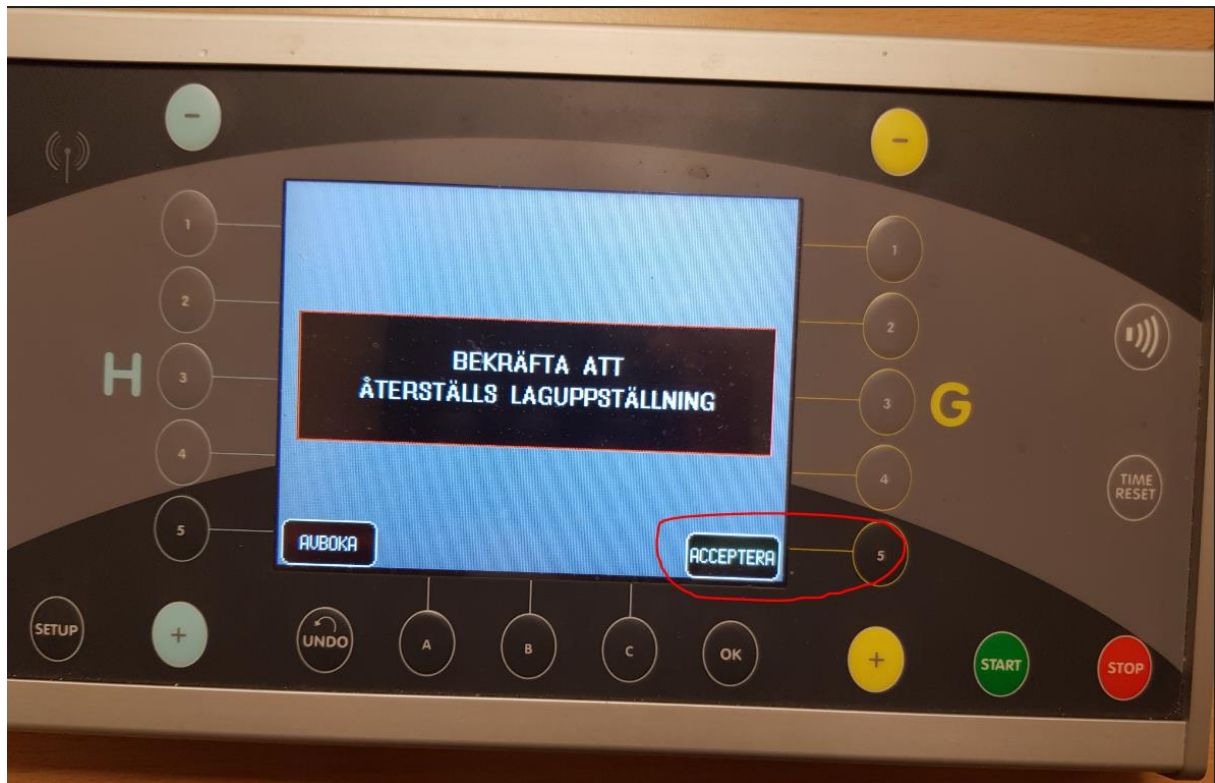 -
-
1
1
2
2
BEKRÄFTA ATT
ÅTERSTÄLLS LAGUPPSTÄLLNING
H
3
3
G
4
4
TIME
RESET
5
AVBOKA
ACCEPTERA
5
SETUP
+
UNDO
A
B
C
OK
+
START
STOP